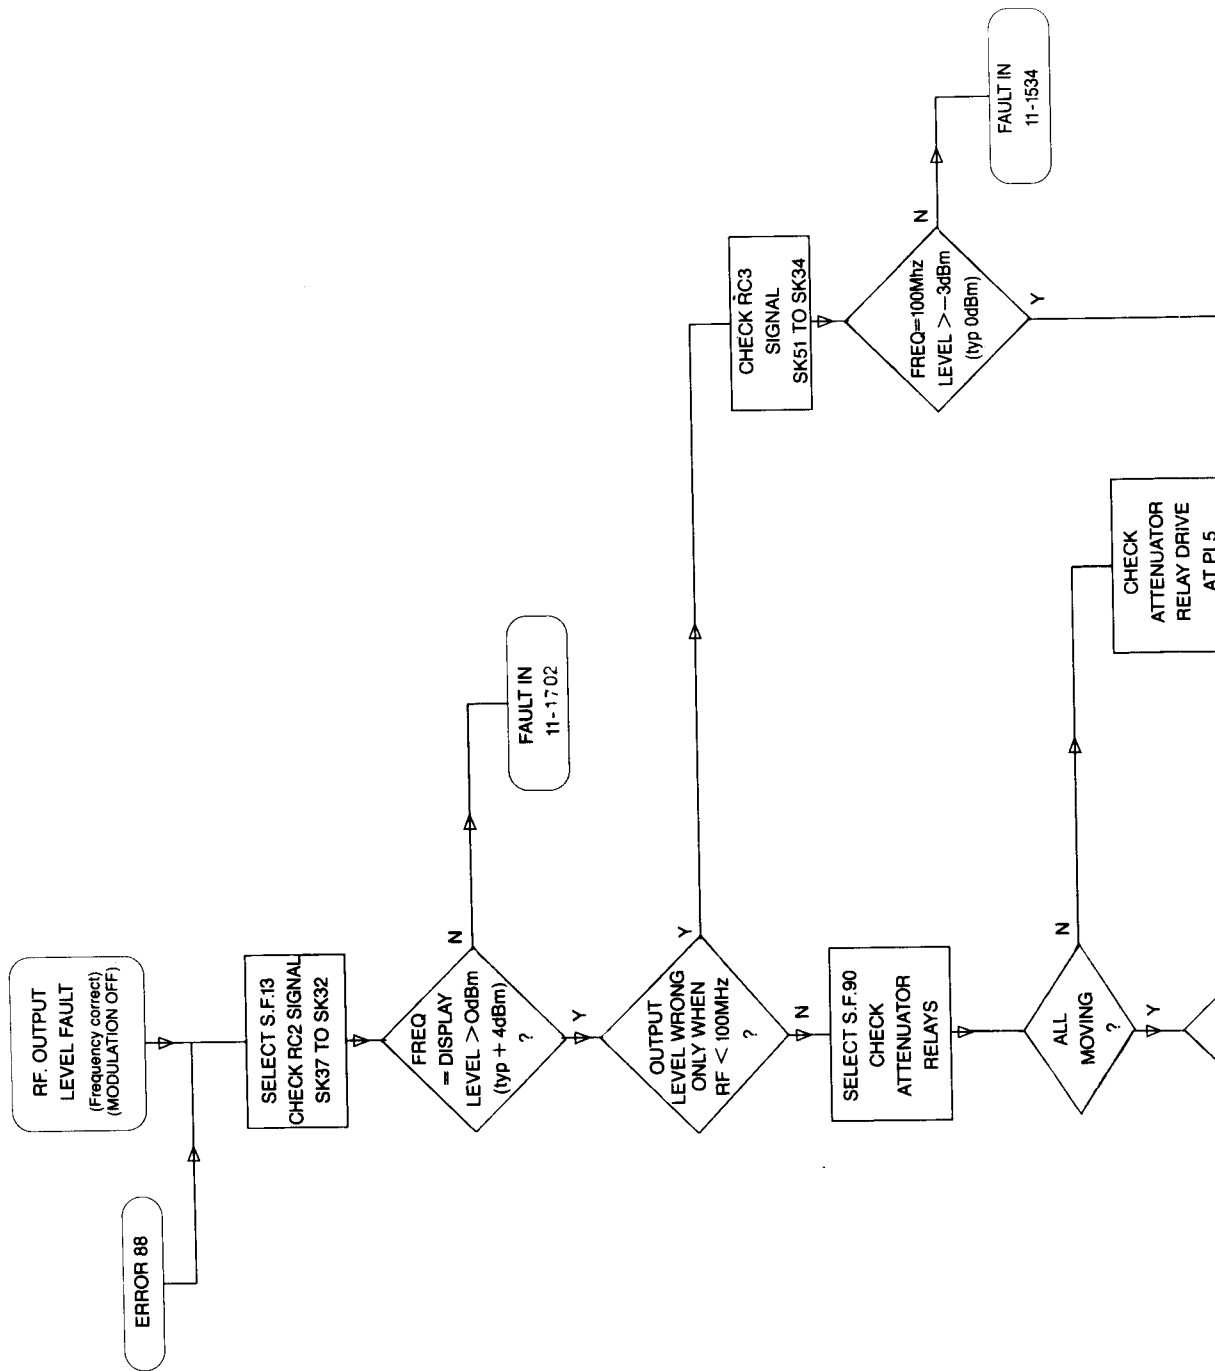 RF. OUTPUT
LEVEL FAULT
(Frequency correct)
(MODULATION OFF)
ERROR 88
SELECT S.F.13
CHECK RC2 SIGNAL
SK37 TO SK32
FREQ
= DISPLAY
LEVEL > 0dBm
(typ + 4dBm)
?
N
FAULT IN
11-1702
Y
OUTPUT
LEVEL WRONG
ONLY WHEN
RF < 100MHz
?
Y
CHECK RC3
SIGNAL
SK51 TO SK34
FREQ=100Mhz
LEVEL > -3dBm
(typ 0dBm)
N
FAULT IN
11-1534
Y
N
SELECT S.F.90
CHECK
ATTENUATOR
RELAYS
ALL
MOVING
?
N
CHECK
ATTENUATOR
RELAY DRIVE
AT PL5
Y